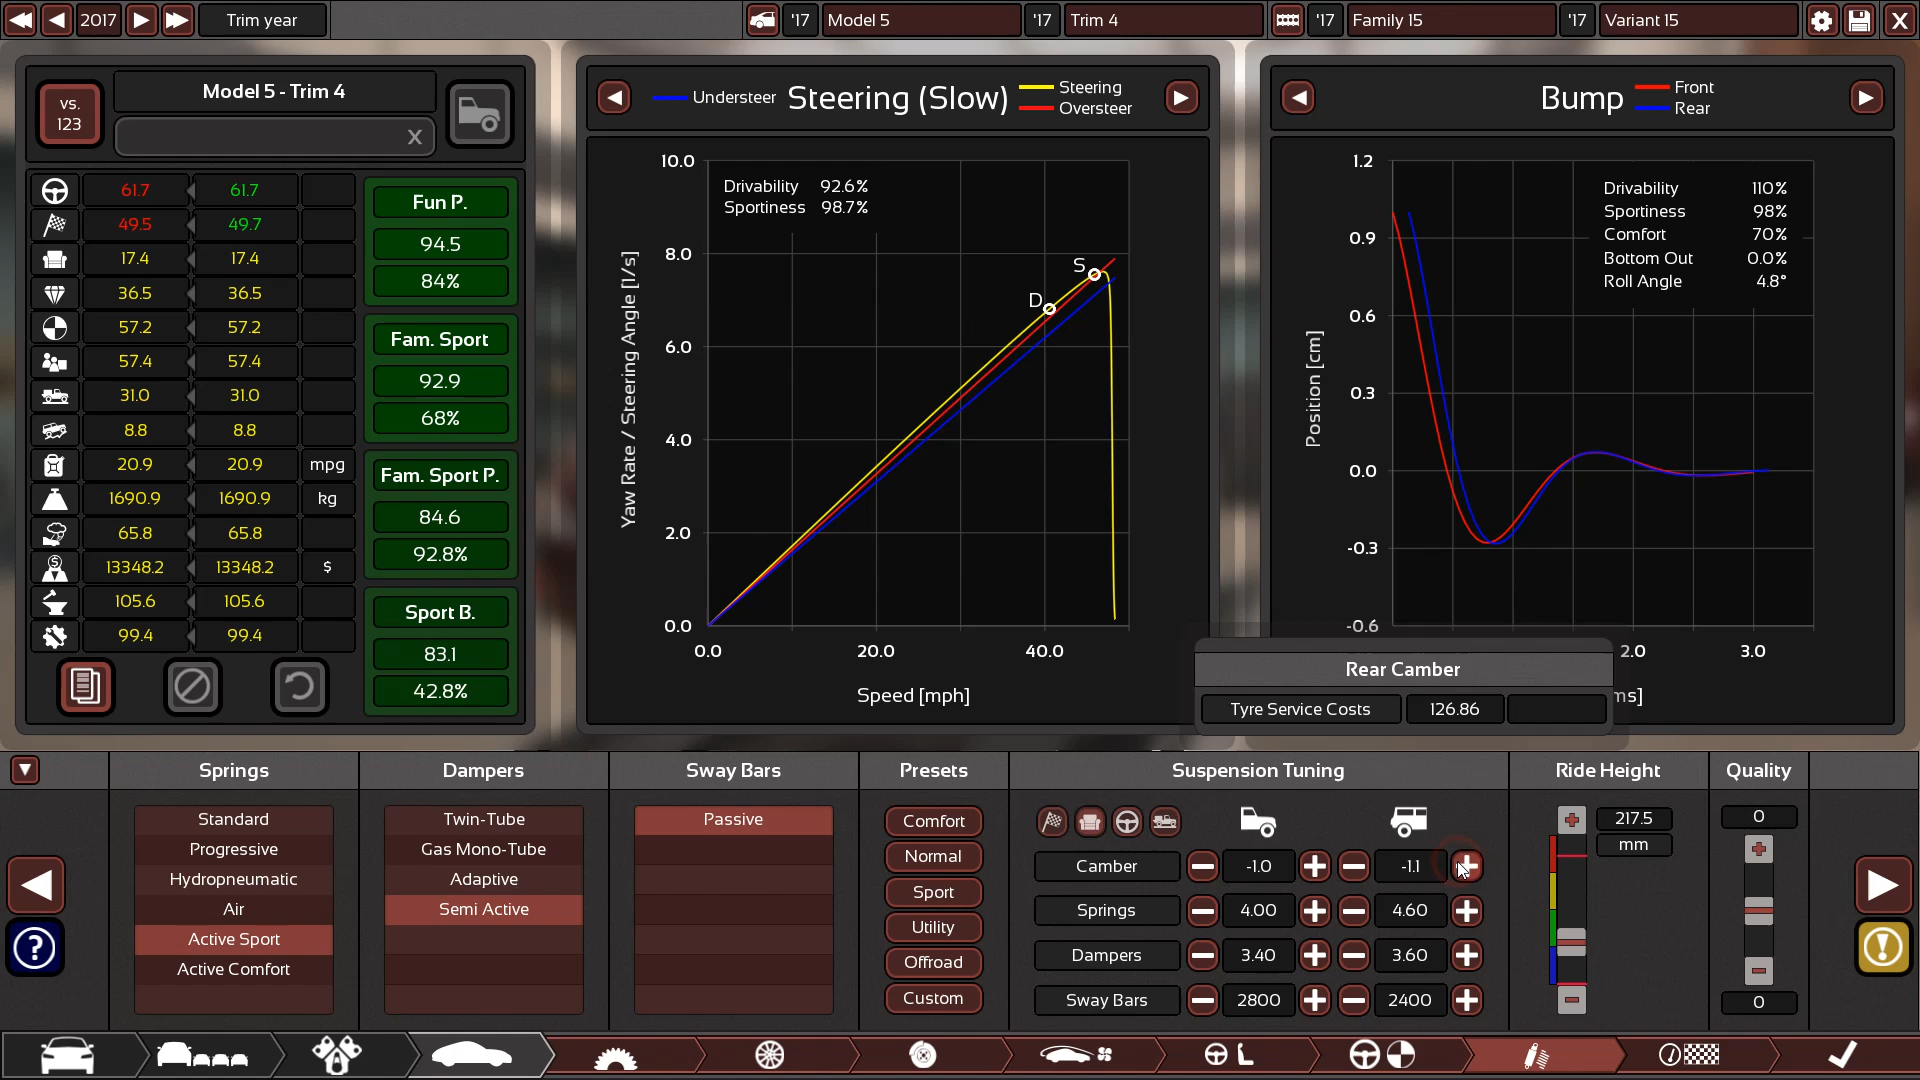 2017
Trim year
'17
Model 5
'17
Trim 4
'17
Family 15
'17
Variant 15
X
vs.
123
Model 5 - Trim 4
X
61.7 61.7
49.5 49.7
17.4 17.4
36.5 36.5
57.2 57.2
57.4 57.4
31.0 31.0
8.8 8.8
20.9 20.9 mpg
1690.9 1690.9 kg
65.8 65.8
13348.2 13348.2 $
105.6 105.6
99.4 99.4
Fun P.
94.5
84%
Fam. Sport
92.9
68%
Fam. Sport P.
84.6
92.8%
Sport B.
83.1
42.8%
Understeer
Steering (Slow)
Steering
Oversteer
Drivability 92.6%
Sportiness 98.7%
Yaw Rate / Steering Angle [1/s]
10.0
8.0
6.0
4.0
2.0
0.0
S
D
0.0 20.0 40.0
Speed [mph]
Bump
Front
Rear
Drivability 110%
Sportiness 98%
Comfort 70%
Bottom Out 0.0%
Roll Angle 4.8°
Position [cm]
1.2
0.9
0.6
0.3
0.0
-0.3
-0.6
2.0 3.0
ms]
Rear Camber
Tyre Service Costs 126.86
Springs
Standard
Progressive
Hydropneumatic
Air
Active Sport
Active Comfort
Dampers
Twin-Tube
Gas Mono-Tube
Adaptive
Semi Active
Sway Bars
Passive
Presets
Comfort
Normal
Sport
Utility
Offroad
Custom
Suspension Tuning
Camber -1.0 -1.1
Springs 4.00 4.60
Dampers 3.40 3.60
Sway Bars 2800 2400
Ride Height
217.5
mm
Quality
0
0
?
!